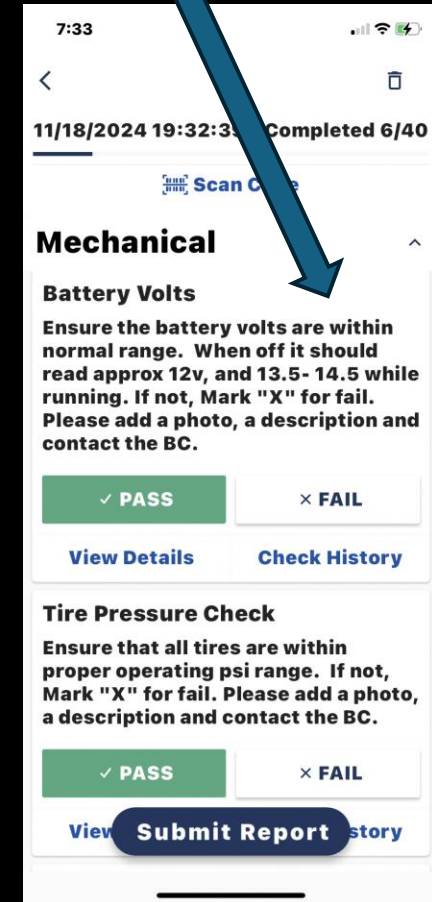 7:33
11/18/2024 19:32:3 Completed 6/40
Scan
Mechanical
Battery Volts
Ensure the battery volts are within
normal range. When off it should
read approx 12v, and 13.5- 14.5 while
running. If not, Mark "X" for fail.
Please add a photo, a description and
contact the BC.
✓ PASS × FAIL
View Details Check History
Tire Pressure Check
Ensure that all tires are within
proper operating psi range. If not,
Mark "X" for fail. Please add a photo,
a description and contact the BC.
✓ PASS × FAIL
View Submit Report story